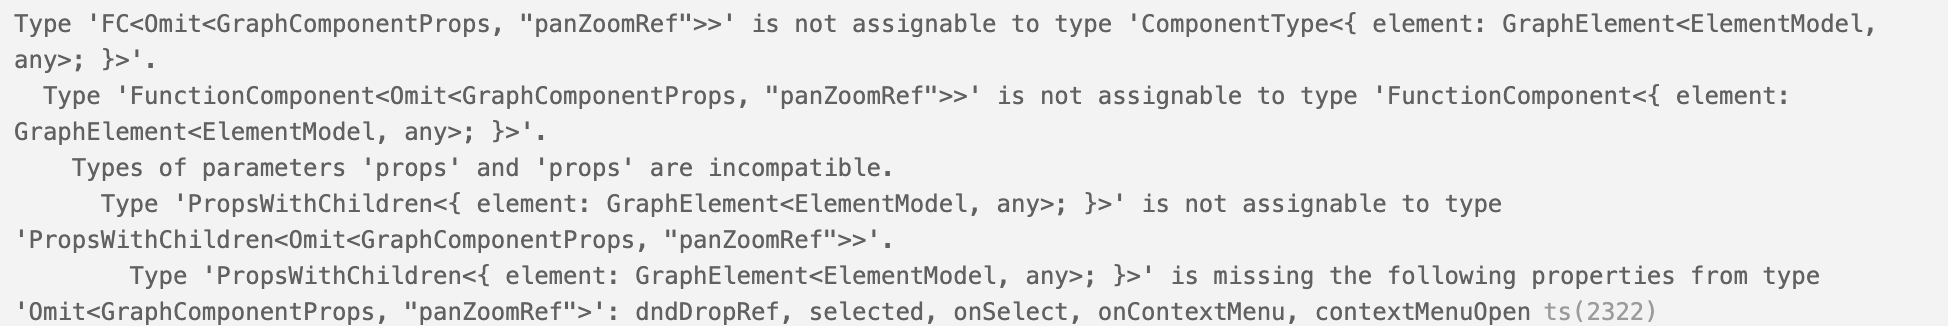 Type 'FC<Omit<GraphComponentProps, "panZoomRef">>' is not assignable to type 'ComponentType<{ element: GraphElement<ElementModel,
any>; }>'.
  Type 'FunctionComponent<Omit<GraphComponentProps, "panZoomRef">>' is not assignable to type 'FunctionComponent<{ element:
GraphElement<ElementModel, any>; }>'.
    Types of parameters 'props' and 'props' are incompatible.
      Type 'PropsWithChildren<{ element: GraphElement<ElementModel, any>; }>' is not assignable to type
'PropsWithChildren<Omit<GraphComponentProps, "panZoomRef">>'.
        Type 'PropsWithChildren<{ element: GraphElement<ElementModel, any>; }>' is missing the following properties from type
'Omit<GraphComponentProps, "panZoomRef">': dndDropRef, selected, onSelect, onContextMenu, contextMenuOpen ts(2322)